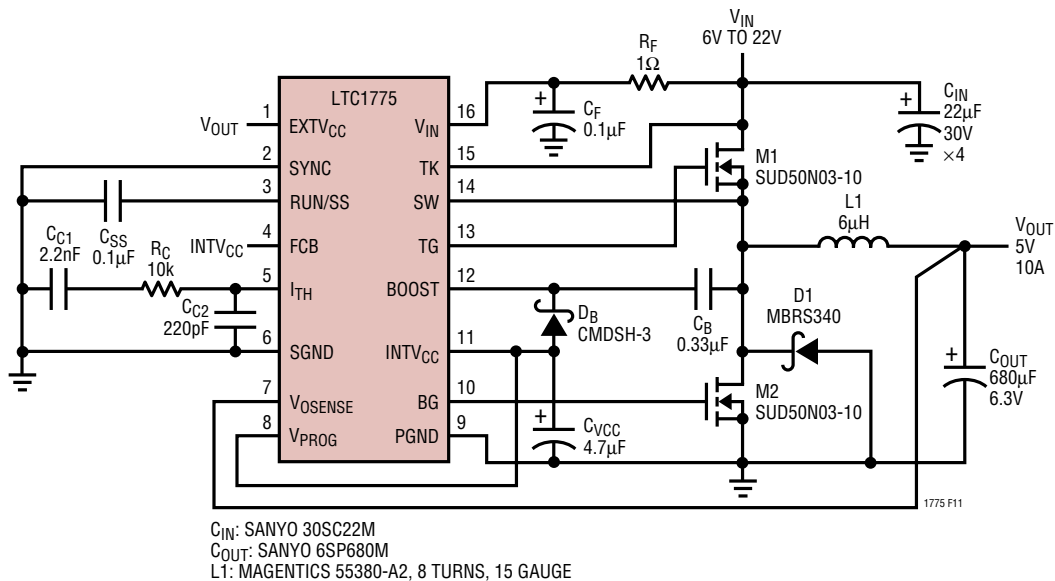 V_IN
6V TO 22V
R_F
1Ω
LTC1775
C_IN
22µF
30V
×4
+
C_F
0.1µF
+
1
EXTV_CC
V_IN
16
V_OUT
2
SYNC
TK
15
M1
SUD50N03-10
3
RUN/SS
SW
14
L1
6µH
V_OUT
5V
10A
C_C1
2.2nF
C_SS
0.1µF
R_C
10k
INTV_CC
4
FCB
TG
13
5
I_TH
BOOST
12
D_B
CMDSH-3
C_B
0.33µF
D1
MBRS340
C_C2
220pF
6
SGND
INTV_CC
11
+
C_OUT
680µF
6.3V
7
V_OSENSE
BG
10
M2
SUD50N03-10
8
V_PROG
PGND
9
+
C_VCC
4.7µF
1775 F11
C_IN: SANYO 30SC22M
C_OUT: SANYO 6SP680M
L1: MAGENTICS 55380-A2, 8 TURNS, 15 GAUGE